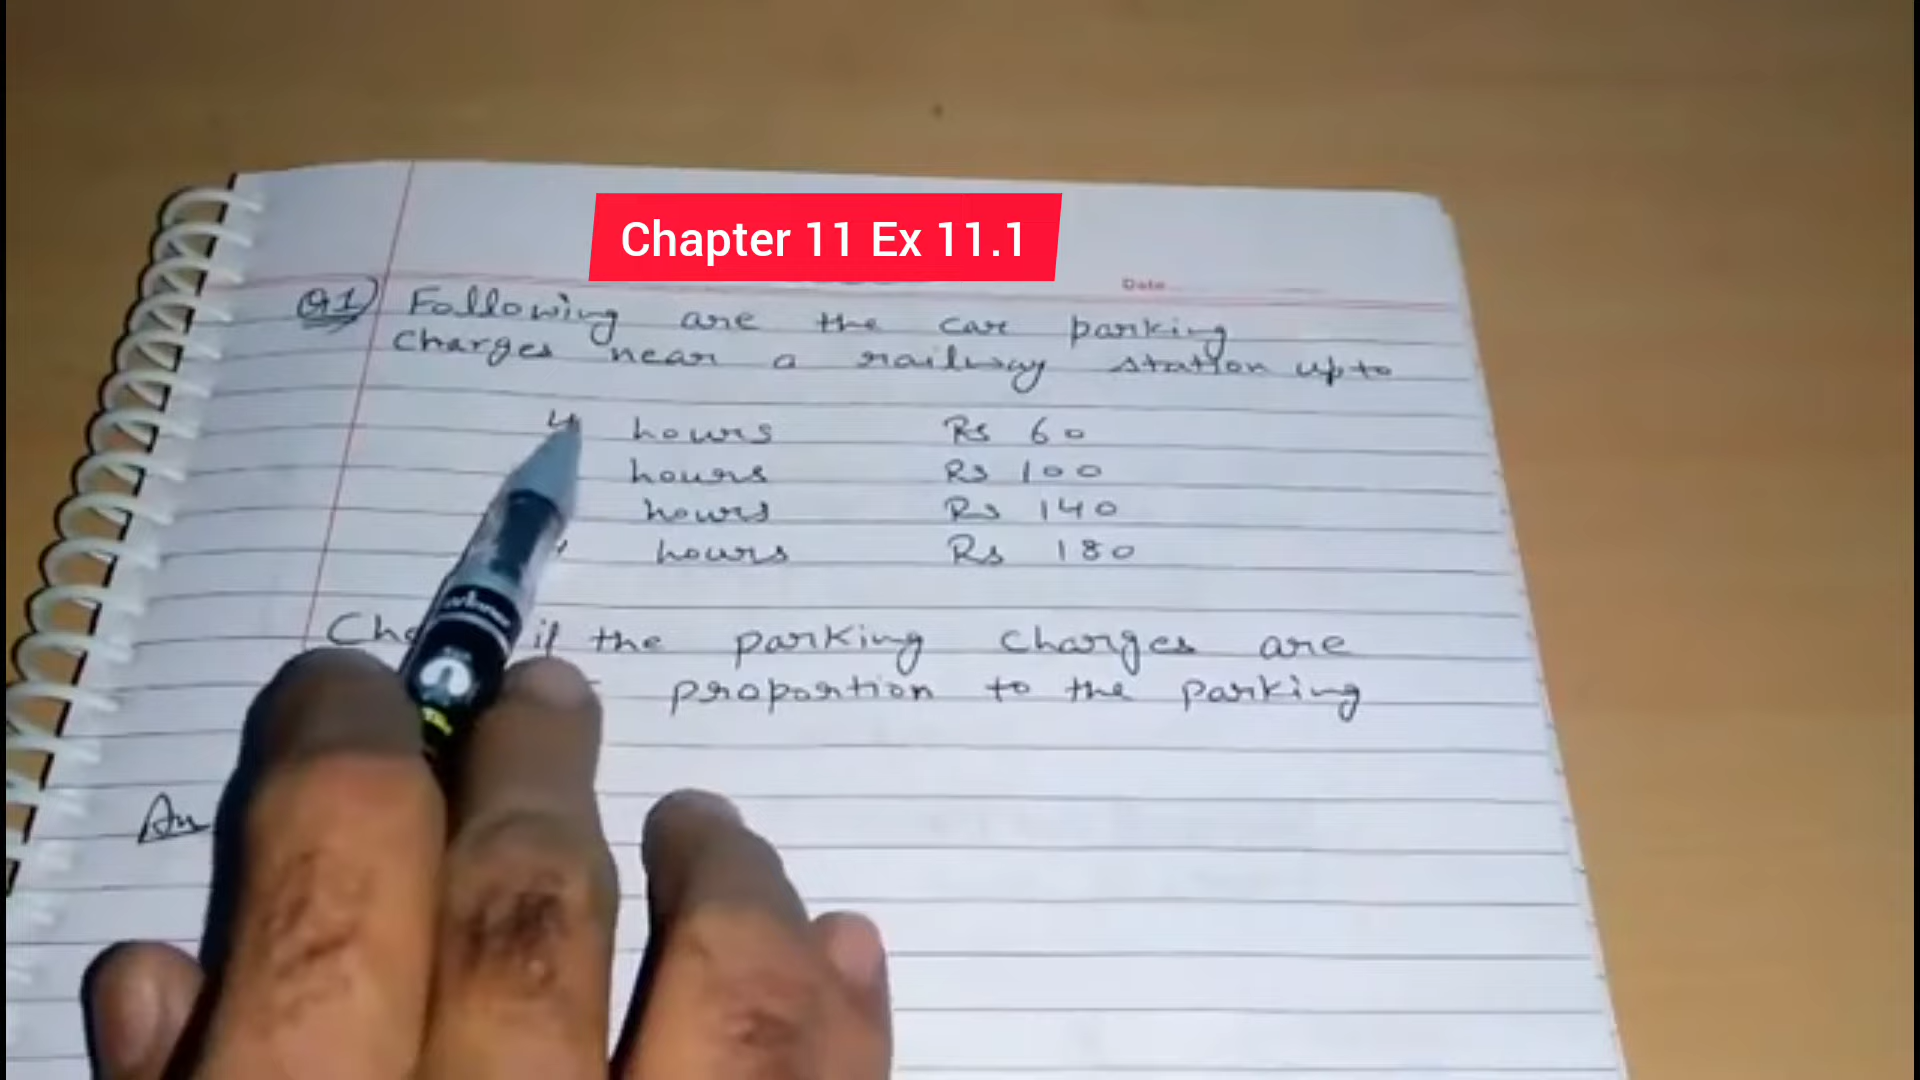 Chapter 11 Ex 11.1
Date
Q1) Following are the car parking
charges near a railway station upto
4 hours Rs 60
hours Rs 100
hours Rs 140
hours Rs 180
if the parking charges are
proportion to the parking